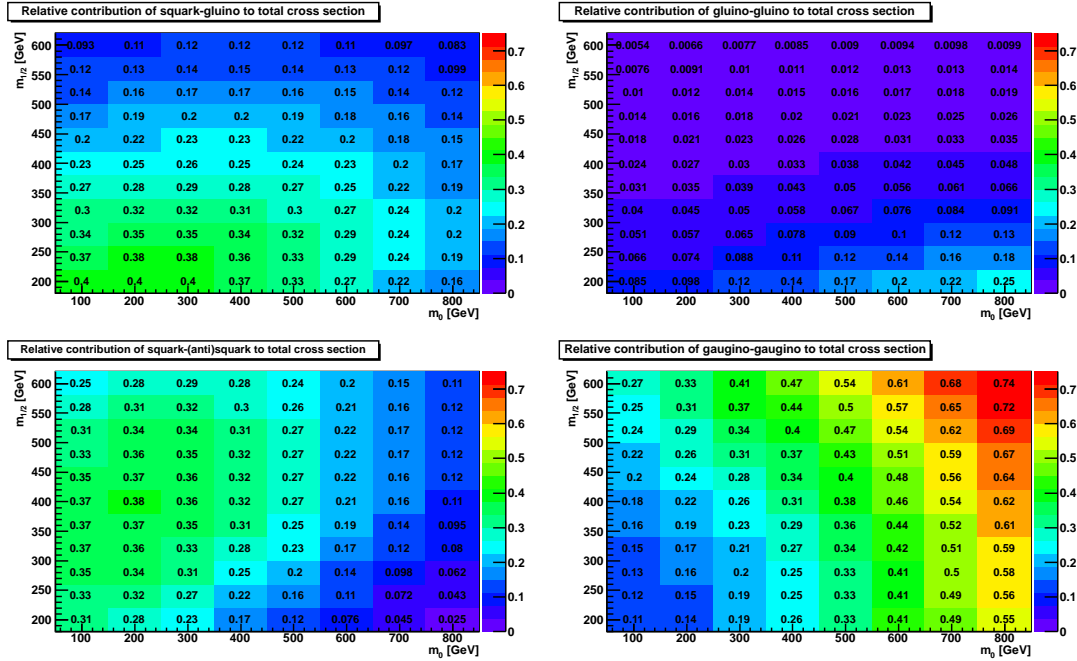 Relative contribution of squark-gluino to total cross section
m1/2 [GeV]
600
550
500
450
400
350
300
250
200
0.093 0.11 0.12 0.12 0.12 0.11 0.097 0.083
0.12 0.13 0.14 0.15 0.14 0.13 0.12 0.099
0.14 0.16 0.17 0.17 0.16 0.15 0.14 0.12
0.17 0.19 0.2 0.2 0.19 0.18 0.16 0.14
0.2 0.22 0.23 0.23 0.22 0.2 0.18 0.15
0.23 0.25 0.26 0.25 0.24 0.23 0.2 0.17
0.27 0.28 0.29 0.28 0.27 0.25 0.22 0.19
0.3 0.32 0.32 0.31 0.3 0.27 0.24 0.2
0.34 0.35 0.35 0.34 0.32 0.29 0.24 0.2
0.37 0.38 0.38 0.36 0.33 0.29 0.24 0.19
0.4 0.4 0.4 0.37 0.33 0.27 0.22 0.16
100 200 300 400 500 600 700 800
m0 [GeV]
0.7
0.6
0.5
0.4
0.3
0.2
0.1
0
Relative contribution of gluino-gluino to total cross section
m1/2 [GeV]
600
550
500
450
400
350
300
250
200
0.0054 0.0066 0.0077 0.0085 0.009 0.0094 0.0098 0.0099
0.0076 0.0091 0.01 0.011 0.012 0.013 0.013 0.014
0.01 0.012 0.014 0.015 0.016 0.017 0.018 0.019
0.014 0.016 0.018 0.02 0.021 0.023 0.025 0.026
0.018 0.021 0.023 0.026 0.028 0.031 0.033 0.035
0.024 0.027 0.03 0.033 0.038 0.042 0.045 0.048
0.031 0.035 0.039 0.043 0.05 0.056 0.061 0.066
0.04 0.045 0.05 0.058 0.067 0.076 0.084 0.091
0.051 0.057 0.065 0.078 0.09 0.1 0.12 0.13
0.066 0.074 0.088 0.11 0.12 0.14 0.16 0.18
0.085 0.098 0.12 0.14 0.17 0.2 0.22 0.25
100 200 300 400 500 600 700 800
m0 [GeV]
0.7
0.6
0.5
0.4
0.3
0.2
0.1
0
Relative contribution of squark-(anti)squark to total cross section
m1/2 [GeV]
600
550
500
450
400
350
300
250
200
0.25 0.28 0.29 0.28 0.24 0.2 0.15 0.11
0.28 0.31 0.32 0.3 0.26 0.21 0.16 0.12
0.31 0.34 0.34 0.31 0.27 0.22 0.17 0.12
0.33 0.36 0.35 0.32 0.27 0.22 0.17 0.12
0.35 0.37 0.36 0.32 0.27 0.22 0.16 0.12
0.37 0.38 0.36 0.32 0.27 0.21 0.16 0.11
0.37 0.37 0.35 0.31 0.25 0.19 0.14 0.095
0.37 0.36 0.33 0.28 0.23 0.17 0.12 0.08
0.35 0.34 0.31 0.25 0.2 0.14 0.098 0.062
0.33 0.32 0.27 0.22 0.16 0.11 0.072 0.043
0.31 0.28 0.23 0.17 0.12 0.076 0.045 0.025
100 200 300 400 500 600 700 800
m0 [GeV]
0.7
0.6
0.5
0.4
0.3
0.2
0.1
0
Relative contribution of gaugino-gaugino to total cross section
m1/2 [GeV]
600
550
500
450
400
350
300
250
200
0.27 0.33 0.41 0.47 0.54 0.61 0.68 0.74
0.25 0.31 0.37 0.44 0.5 0.57 0.65 0.72
0.24 0.29 0.34 0.4 0.47 0.54 0.62 0.69
0.22 0.26 0.31 0.37 0.43 0.51 0.59 0.67
0.2 0.24 0.28 0.34 0.4 0.48 0.56 0.64
0.18 0.22 0.26 0.31 0.38 0.46 0.54 0.62
0.16 0.19 0.23 0.29 0.36 0.44 0.52 0.61
0.15 0.17 0.21 0.27 0.34 0.42 0.51 0.59
0.13 0.16 0.2 0.25 0.33 0.41 0.5 0.58
0.12 0.15 0.19 0.25 0.33 0.41 0.49 0.56
0.11 0.14 0.19 0.26 0.33 0.41 0.49 0.55
100 200 300 400 500 600 700 800
m0 [GeV]
0.7
0.6
0.5
0.4
0.3
0.2
0.1
0